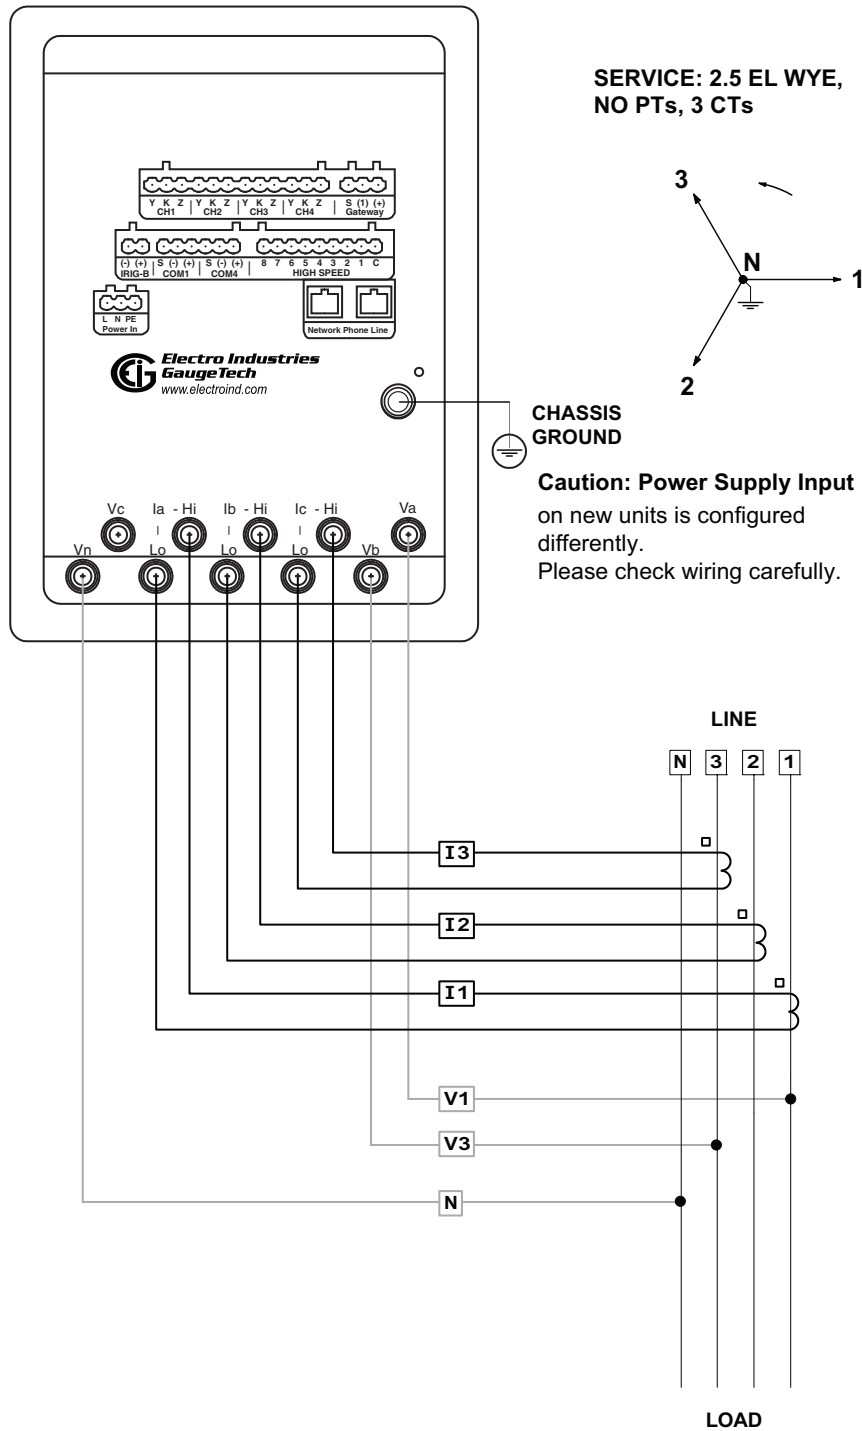 SERVICE: 2.5 EL WYE,
NO PTs, 3 CTs
3
N
1
2
Y K Z Y K Z Y K Z Y K Z S (1) (+)
CH1 CH2 CH3 CH4 Gateway
(-) (+) S (-) (+) S (-) (+) 8 7 6 5 4 3 2 1 C
IRIG-B COM1 COM4 HIGH SPEED
L N PE
Power In
Network Phone Line
EIG
Electro Industries
GaugeTech
www.electroind.com
CHASSIS
GROUND
Caution: Power Supply Input
on new units is configured
differently.
Please check wiring carefully.
Vc Ia - Hi Ib - Hi Ic - Hi Va
Vn Lo Lo Lo Vb
LINE
N 3 2 1
I3
I2
I1
V1
V3
N
LOAD